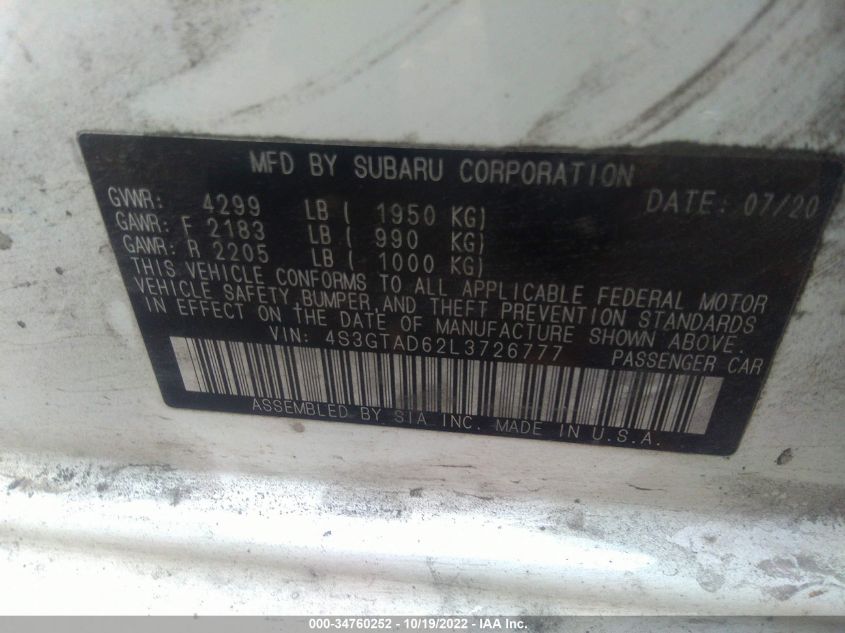 MFD BY SUBARU CORPORATION DATE: 07/20
GVWR: 4299 LB ( 1950 KG)
GAWR: F 2183 LB ( 990 KG)
GAWR: R 2205 LB ( 1000 KG)
THIS VEHICLE CONFORMS TO ALL APPLICABLE FEDERAL MOTOR
VEHICLE SAFETY, BUMPER, AND THEFT PREVENTION STANDARDS
IN EFFECT ON THE DATE OF MANUFACTURE SHOWN ABOVE.
VIN: 4S3GTAD62L3726777 PASSENGER CAR
ASSEMBLED BY SIA INC. MADE IN U.S.A.
000-34760252 - 10/19/2022 - IAA Inc.